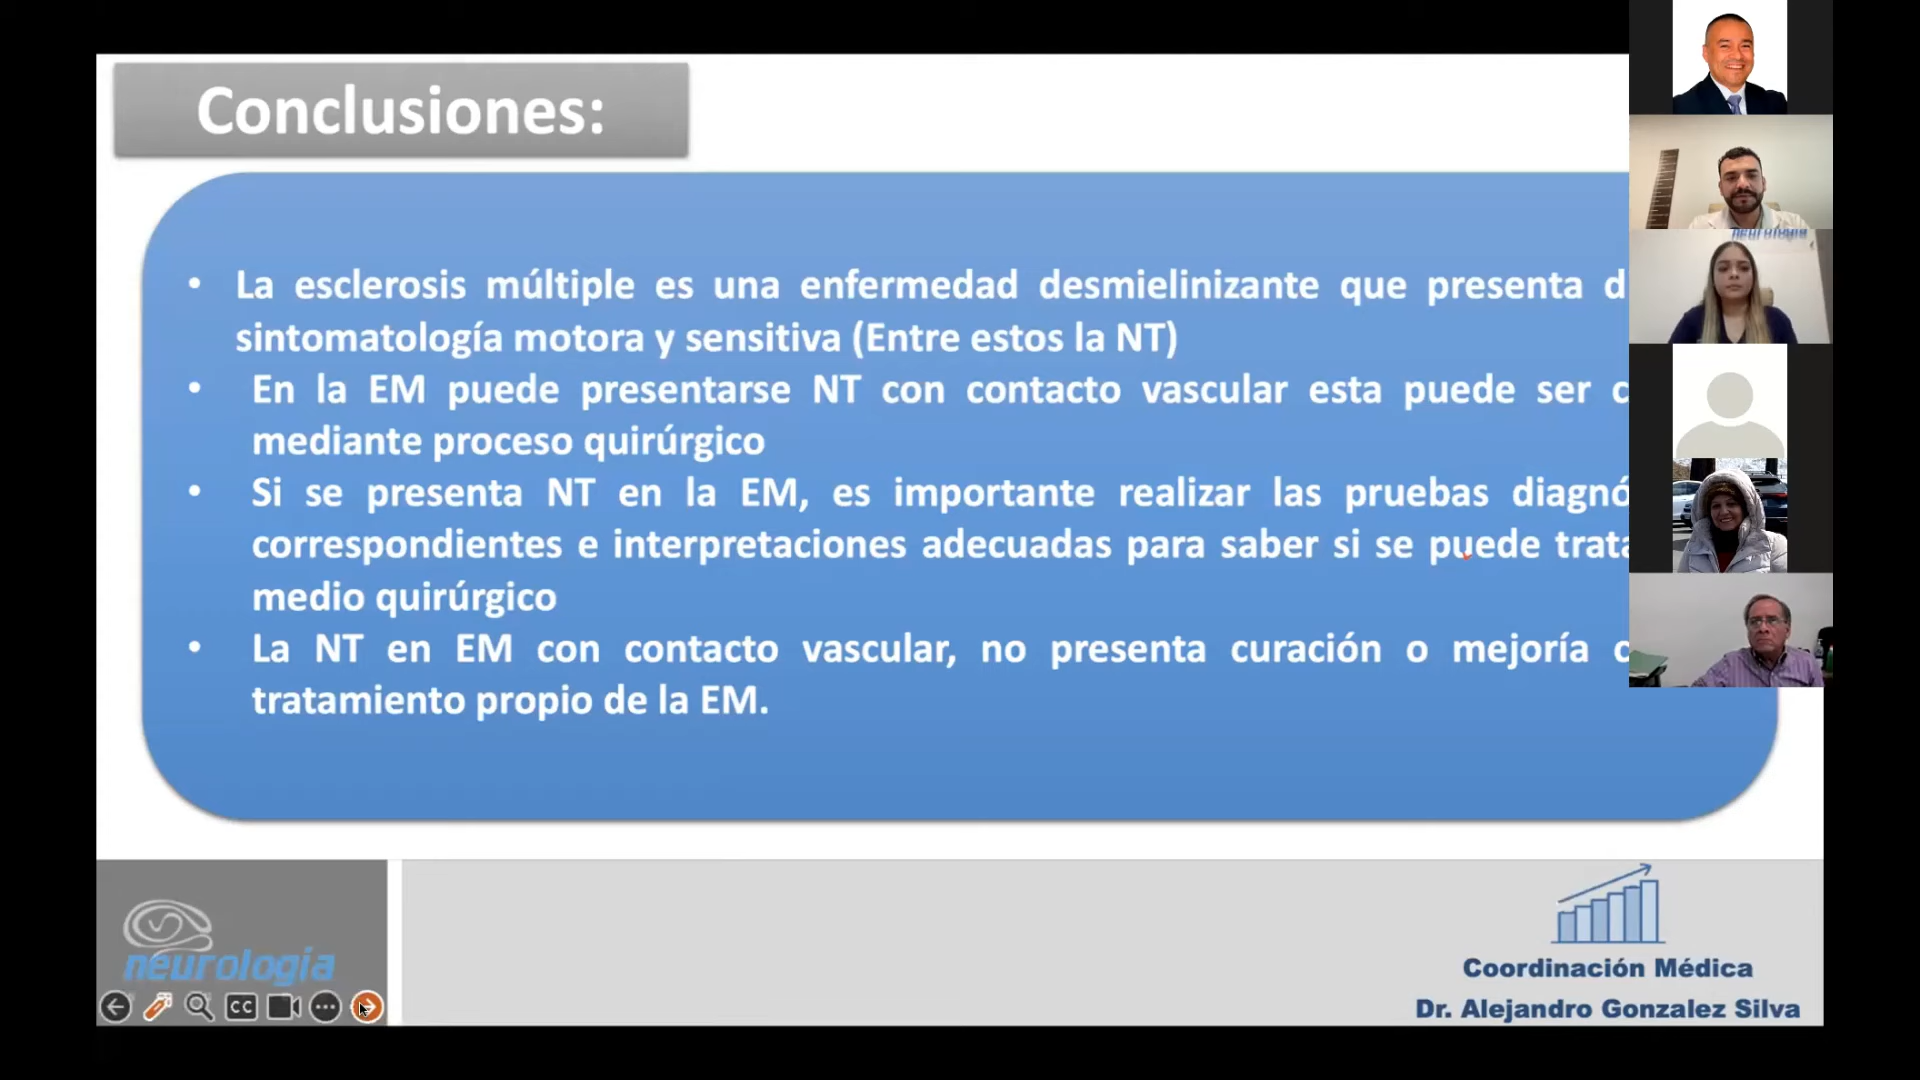 Conclusiones:
• La esclerosis múltiple es una enfermedad desmielinizante que presenta
sintomatología motora y sensitiva (Entre estos la NT)
• En la EM puede presentarse NT con contacto vascular esta puede ser
mediante proceso quirúrgico
• Si se presenta NT en la EM, es importante realizar las pruebas
correspondientes e interpretaciones adecuadas para saber si se puede
medio quirúrgico
• La NT en EM con contacto vascular, no presenta curación o mejoría
tratamiento propio de la EM.
neurologia
neurología
CC
Coordinación Médica
Dr. Alejandro Gonzalez Silva